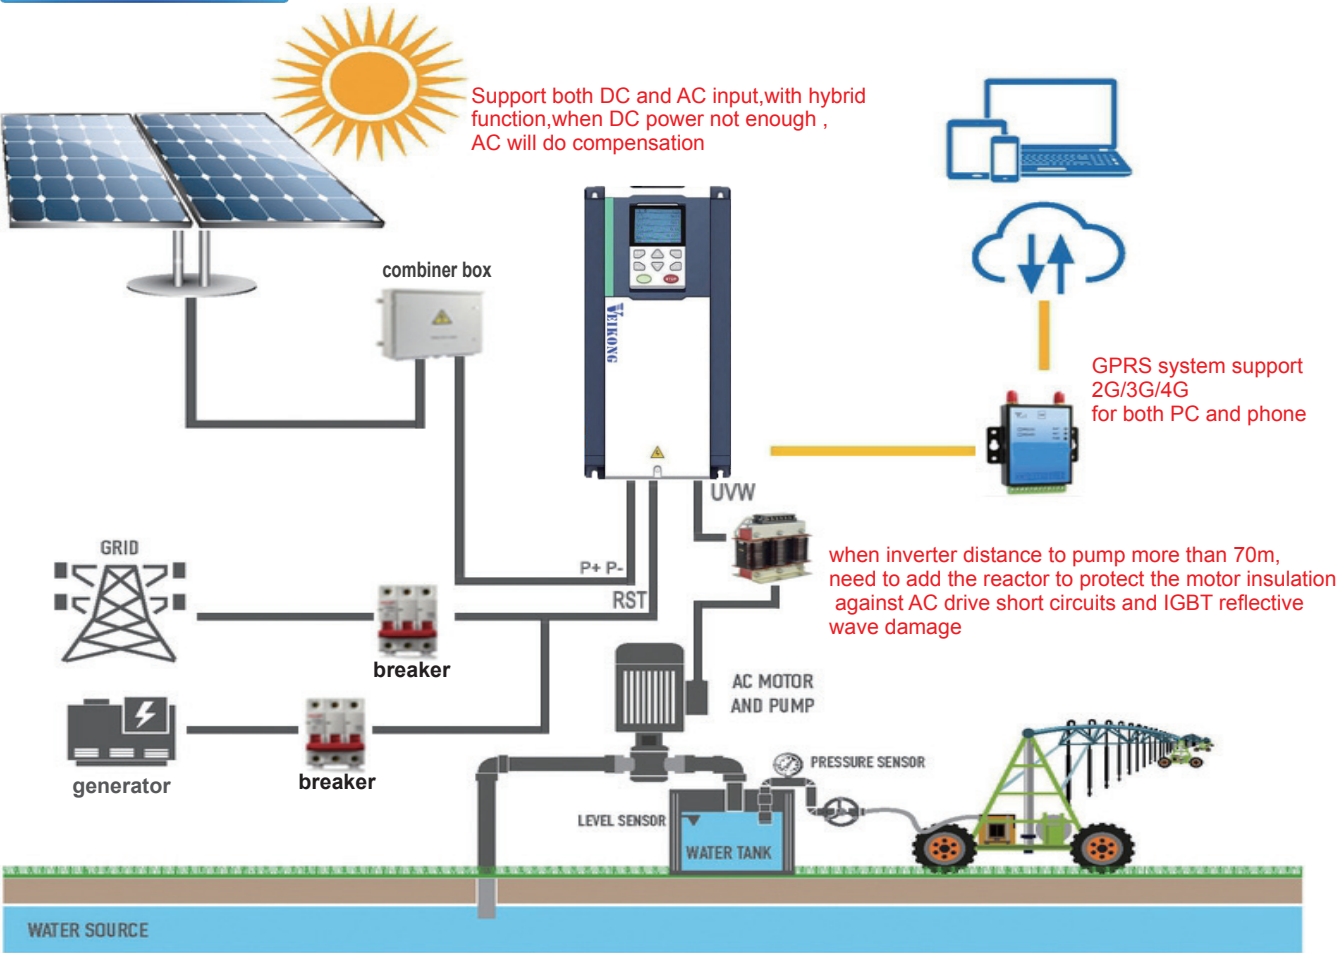 Support both DC and AC input,with hybrid
function,when DC power not enough ,
AC will do compensation
combiner box
VEIKONG
GPRS system support
2G/3G/4G
for both PC and phone
UVW
GRID
P+ P-
RST
when inverter distance to pump more than 70m,
need to add the reactor to protect the motor insulation
against AC drive short circuits and IGBT reflective
wave damage
breaker
AC MOTOR
AND PUMP
generator
breaker
PRESSURE SENSOR
LEVEL SENSOR
WATER TANK
WATER SOURCE